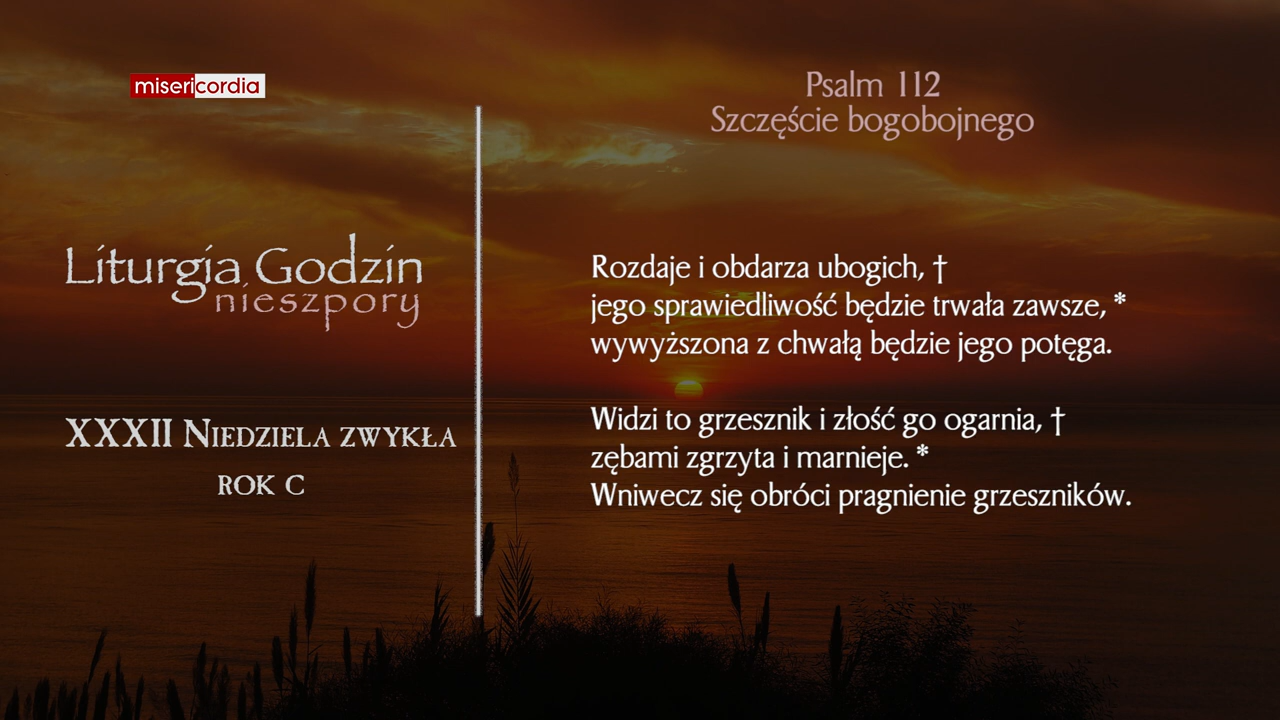 misericordia
Liturgia Godzin
nieszpory
XXXII Niedziela zwykła
rok C
Psalm 112
Szczęście bogobojnego
Rozdaje i obdarza ubogich, †
jego sprawiedliwość będzie trwała zawsze, *
wywyższona z chwałą będzie jego potęga.
Widzi to grzesznik i złość go ogarnia, †
zębami zgrzyta i marnieje. *
Wniwecz się obróci pragnienie grzeszników.